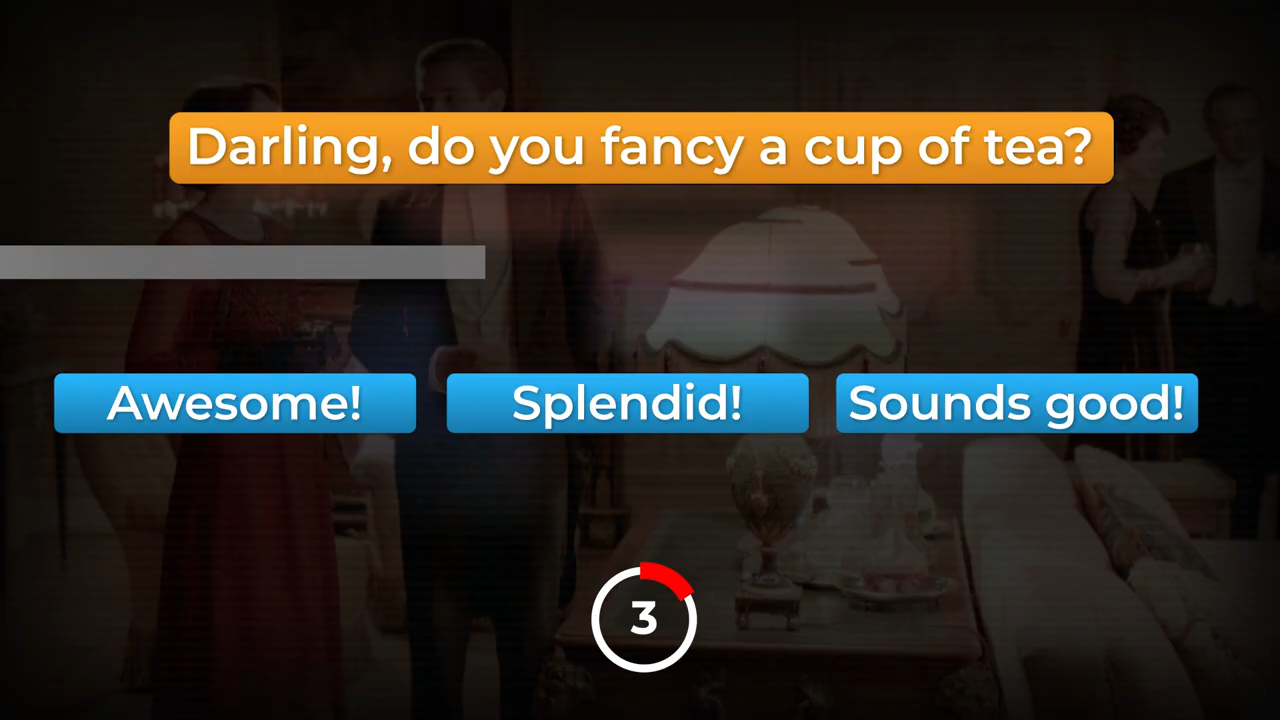 Darling, do you fancy a cup of tea?
Awesome!
Splendid!
Sounds good!
3